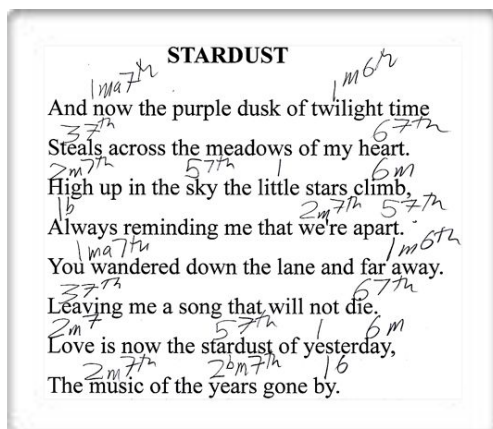 STARDUST
1ma7th 1m6th
And now the purple dusk of twilight time
37th 67th
Steals across the meadows of my heart.
2m7th 57th 1 6m
High up in the sky the little stars climb,
1b 2m7th 57th
Always reminding me that we're apart.
1ma7th 1m6th
You wandered down the lane and far away.
37th 67th
Leaving me a song that will not die.
2m7 57th 1 6m
Love is now the stardust of yesterday,
2m7th 2bm7th 16
The music of the years gone by.